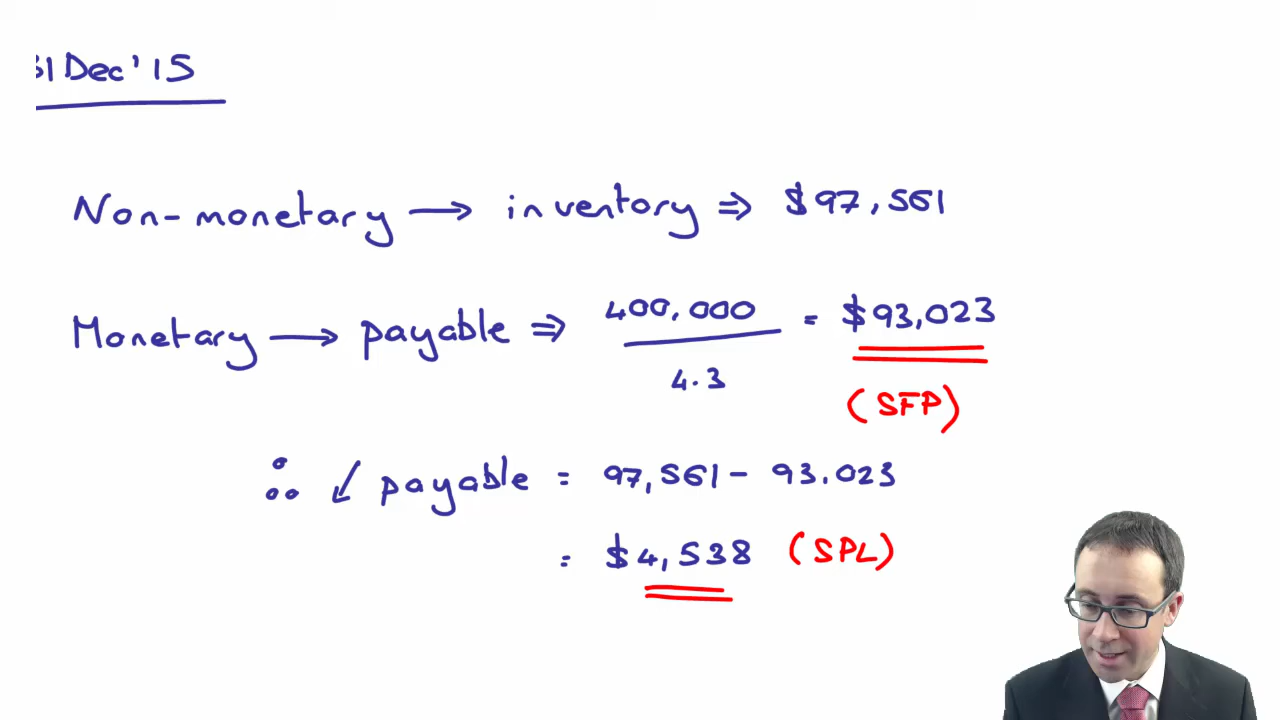 31 Dec '15
Non-monetary → inventory ⇒ $97,561
Monetary → payable ⇒ 400,000 / 4.3 = $93,023
(SFP)
∴ ↓ payable = 97,561 - 93.023
= $4,538 (SPL)